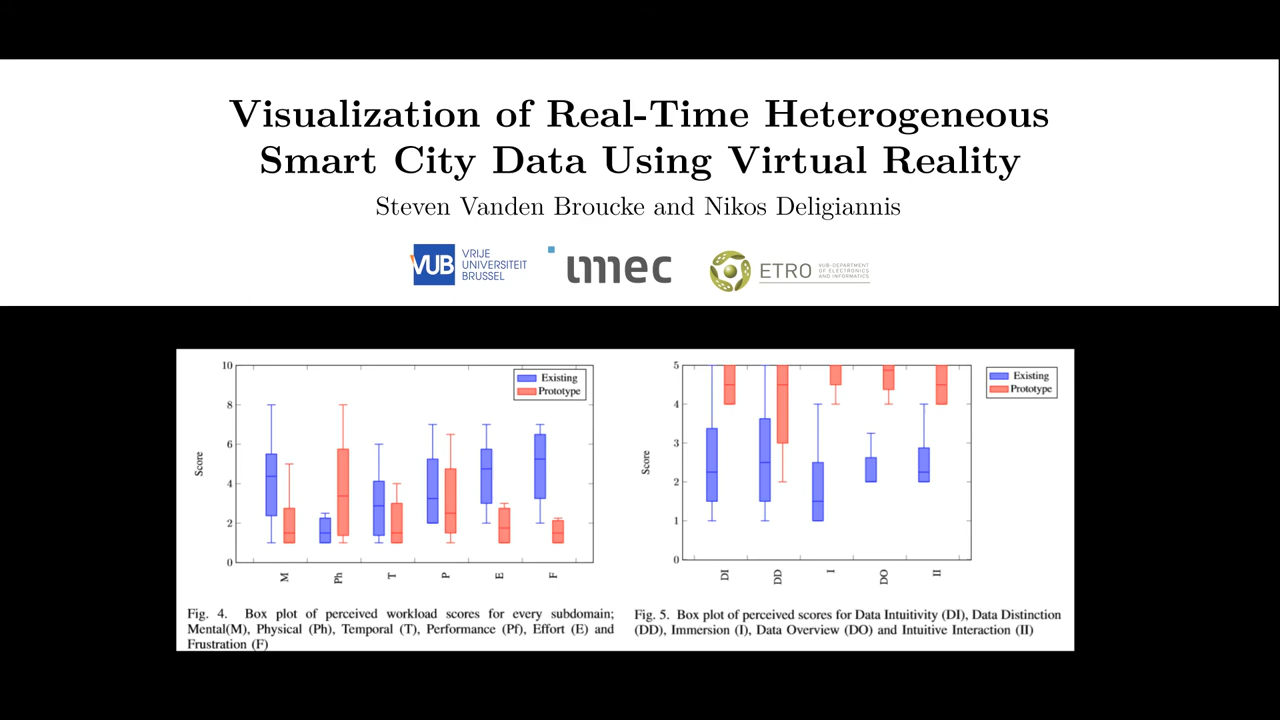 Visualization of Real-Time Heterogeneous
Smart City Data Using Virtual Reality
Steven Vanden Broucke and Nikos Deligiannis
VUB
VRIJE
UNIVERSITEIT
BRUSSEL
imec
ETRO
VUB-DEPARTMENT
OF ELECTRONICS
AND INFORMATICS
10
8
6
4
2
0
Score
Existing
Prototype
M
Ph
T
P
E
F
Fig. 4. Box plot of perceived workload scores for every subdomain;
Mental(M), Physical (Ph), Temporal (T), Performance (Pf), Effort (E) and
Frustration (F)
5
4
3
2
1
0
Score
Existing
Prototype
DI
DD
I
DO
II
Fig. 5. Box plot of perceived scores for Data Intuitivity (DI), Data Distinction
(DD), Immersion (I), Data Overview (DO) and Intuitive Interaction (II)